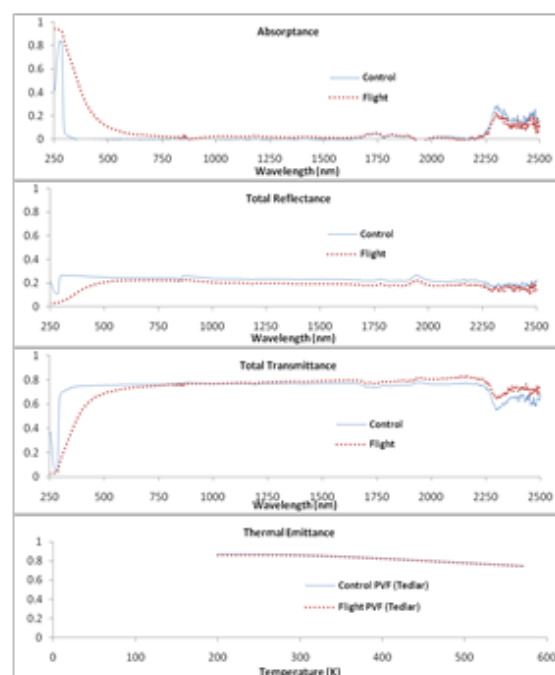 Absorptance
1
0.8
0.6
0.4
0.2
0
Control
Flight
250 500 750 1000 1250 1500 1750 2000 2250 2500
Wavelength (nm)
Total Reflectance
1
0.8
0.6
0.4
0.2
0
Control
Flight
250 500 750 1000 1250 1500 1750 2000 2250 2500
Wavelength (nm)
Total Transmittance
1
0.8
0.6
0.4
0.2
0
Control
Flight
250 500 750 1000 1250 1500 1750 2000 2250 2500
Wavelength (nm)
Thermal Emittance
1
0.8
0.6
0.4
0.2
0
Control PVF (Tedlar)
Flight PVF (Tedlar)
0 100 200 300 400 500 600
Temperature (K)